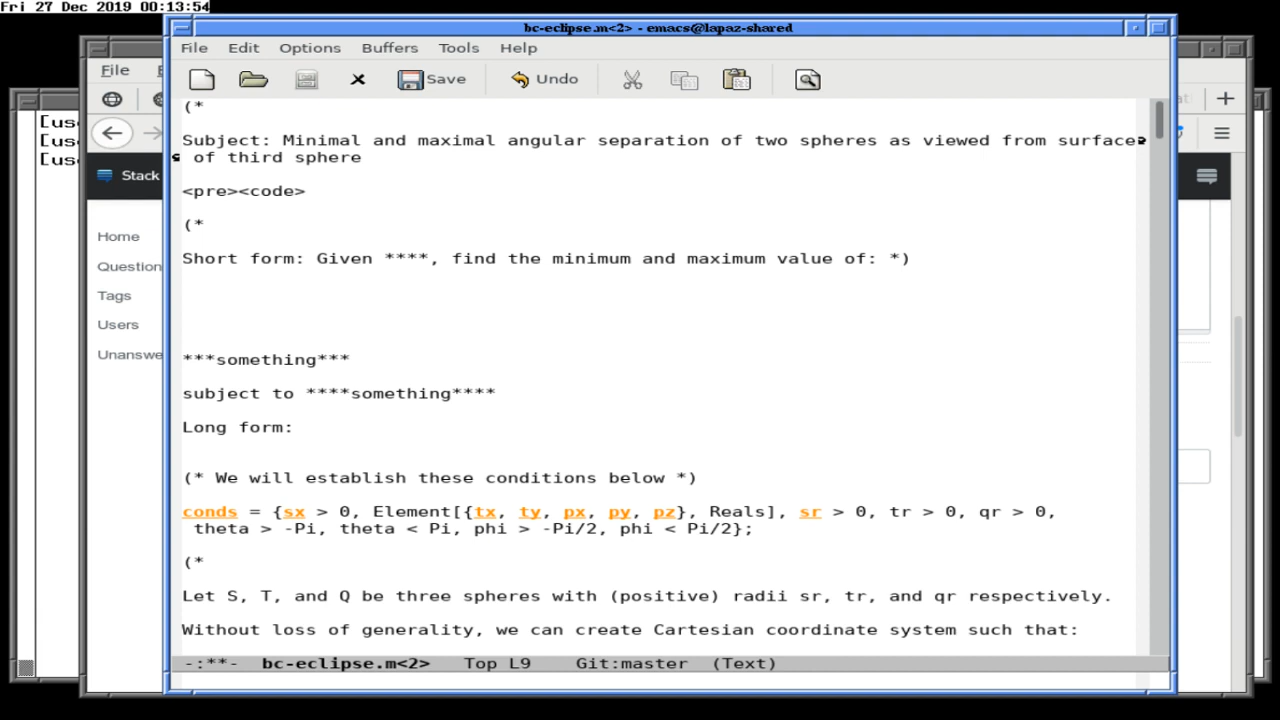 Fri 27 Dec 2019 00:13:54
bc-eclipse.m<2> - emacs@lapaz-shared
File Edit Options Buffers Tools Help
Save Undo
(*
Subject: Minimal and maximal angular separation of two spheres as viewed from surface
of third sphere
<pre><code>
(*
Short form: Given ****, find the minimum and maximum value of: *)
***something***
subject to ****something****
Long form:
(* We will establish these conditions below *)
conds = {sx > 0, Element[{tx, ty, px, py, pz}, Reals], sr > 0, tr > 0, qr > 0,
theta > -Pi, theta < Pi, phi > -Pi/2, phi < Pi/2};
(*
Let S, T, and Q be three spheres with (positive) radii sr, tr, and qr respectively.
Without loss of generality, we can create Cartesian coordinate system such that:
-:**- bc-eclipse.m<2> Top L9 Git:master (Text)
File
Stack
Home
Question
Tags
Users
Unanswe
[use
[use
[use